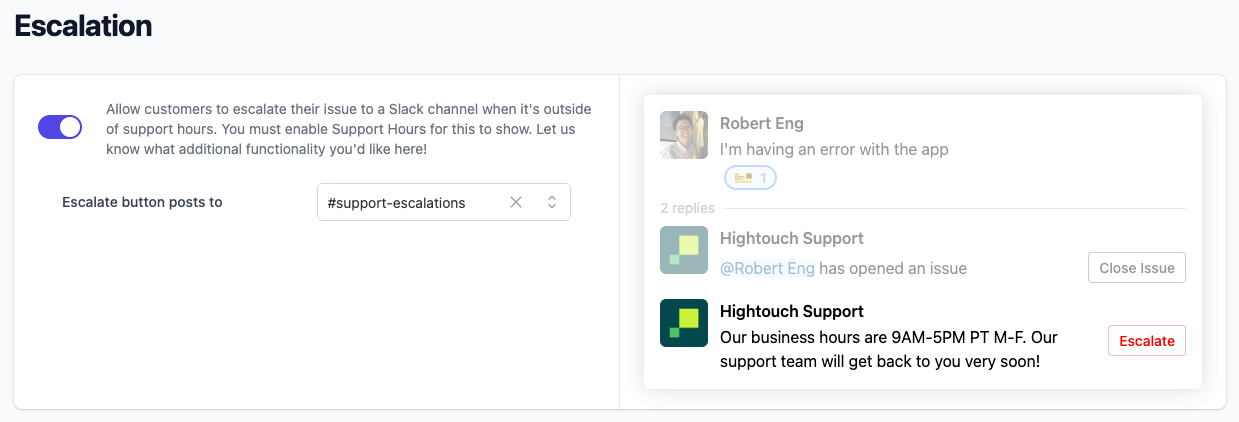 Escalation
Allow customers to escalate their issue to a Slack channel when it's outside
of support hours. You must enable Support Hours for this to show. Let us
know what additional functionality you'd like here!
Escalate button posts to
#support-escalations
Robert Eng
I'm having an error with the app
1
2 replies
Hightouch Support
@Robert Eng has opened an issue
Close Issue
Hightouch Support
Our business hours are 9AM-5PM PT M-F. Our
support team will get back to you very soon!
Escalate